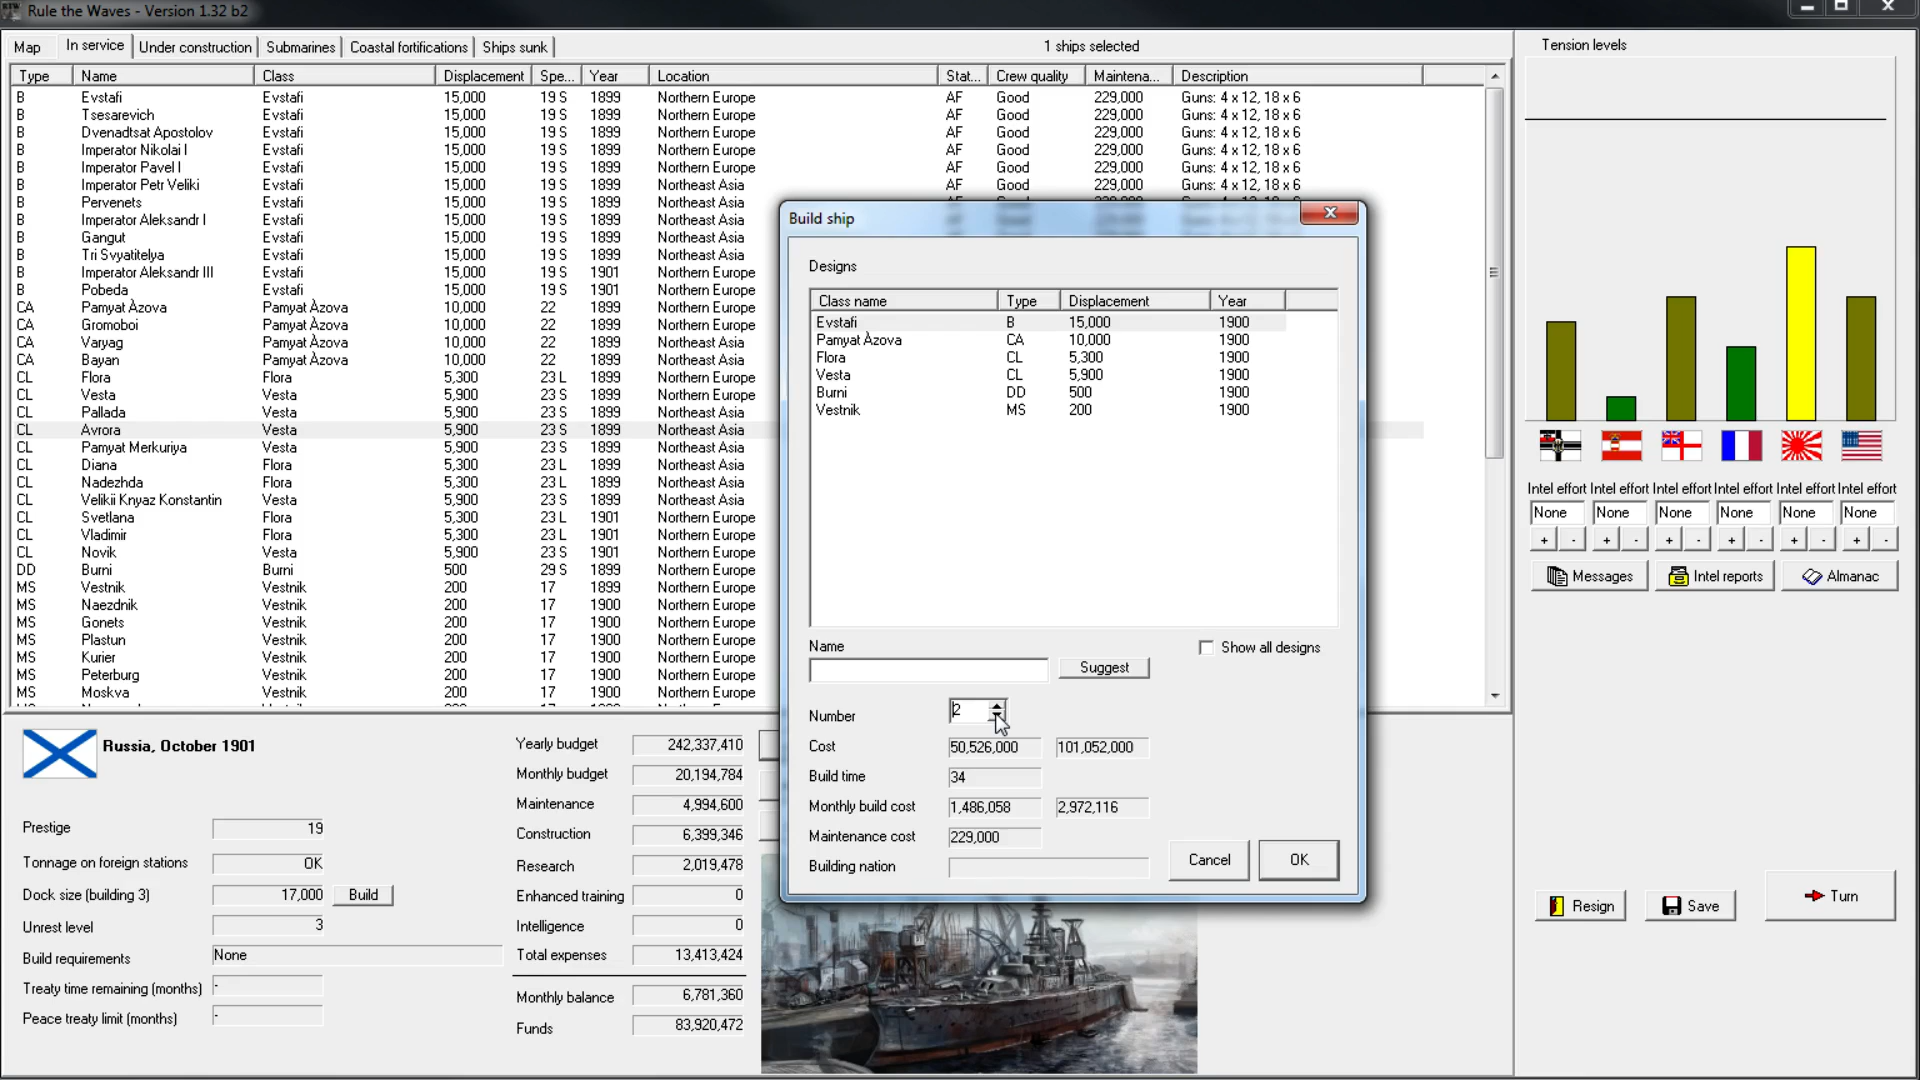 Rule the Waves - Version 1.32 b2
Map In service Under construction Submarines Coastal fortifications Ships sunk 1 ships selected
Type Name Class Displacement Spe... Year Location Stat... Crew quality Maintena... Description
B Evstafi Evstafi 15,000 19 S 1899 Northern Europe AF Good 229,000 Guns: 4 x 12, 18 x 6
B Tsesarevich Evstafi 15,000 19 S 1899 Northern Europe AF Good 229,000 Guns: 4 x 12, 18 x 6
B Dvenadtsat Apostolov Evstafi 15,000 19 S 1899 Northern Europe AF Good 229,000 Guns: 4 x 12, 18 x 6
B Imperator Nikolai I Evstafi 15,000 19 S 1899 Northern Europe AF Good 229,000 Guns: 4 x 12, 18 x 6
B Imperator Pavel I Evstafi 15,000 19 S 1899 Northern Europe AF Good 229,000 Guns: 4 x 12, 18 x 6
B Imperator Petr Veliki Evstafi 15,000 19 S 1899 Northeast Asia AF Good 229,000 Guns: 4 x 12, 18 x 6
B Pervenets Evstafi 15,000 19 S 1899 Northeast Asia
B Imperator Aleksandr I Evstafi 15,000 19 S 1899 Northeast Asia
B Gangut Evstafi 15,000 19 S 1899 Northeast Asia
B Tri Svyatitelya Evstafi 15,000 19 S 1899 Northeast Asia
B Imperator Aleksandr III Evstafi 15,000 19 S 1901 Northern Europe
B Pobeda Evstafi 15,000 19 S 1901 Northern Europe
CA Pamyat Àzova Pamyat Àzova 10,000 22 1899 Northern Europe
CA Gromoboi Pamyat Àzova 10,000 22 1899 Northern Europe
CA Varyag Pamyat Àzova 10,000 22 1899 Northeast Asia
CA Bayan Pamyat Àzova 10,000 22 1899 Northeast Asia
CL Flora Flora 5,300 23 L 1899 Northern Europe
CL Vesta Vesta 5,900 23 S 1899 Northern Europe
CL Pallada Vesta 5,900 23 S 1899 Northeast Asia
CL Avrora Vesta 5,900 23 S 1899 Northeast Asia
CL Pamyat Merkuriya Vesta 5,900 23 S 1899 Northern Europe
CL Diana Flora 5,300 23 L 1899 Northeast Asia
CL Nadezhda Flora 5,300 23 L 1899 Northeast Asia
CL Velikii Knyaz Konstantin Vesta 5,900 23 S 1899 Northeast Asia
CL Svetlana Flora 5,300 23 L 1901 Northern Europe
CL Vladimir Flora 5,300 23 L 1901 Northern Europe
CL Novik Vesta 5,900 23 S 1901 Northern Europe
DD Burni Burni 500 29 S 1899 Northern Europe
MS Vestnik Vestnik 200 17 1899 Northern Europe
MS Naezdnik Vestnik 200 17 1900 Northern Europe
MS Gonets Vestnik 200 17 1900 Northern Europe
MS Plastun Vestnik 200 17 1900 Northern Europe
MS Kurier Vestnik 200 17 1900 Northern Europe
MS Peterburg Vestnik 200 17 1900 Northern Europe
MS Moskva Vestnik 200 17 1900 Northern Europe
Build ship
Designs
Class name Type Displacement Year
Evstafi B 15,000 1900
Pamyat Àzova CA 10,000 1900
Flora CL 5,300 1900
Vesta CL 5,900 1900
Burni DD 500 1900
Vestnik MS 200 1900
Name
Show all designs
Suggest
Number 2
Cost 50,526,000 101,052,000
Build time 34
Monthly build cost 1,486,058 2,972,116
Maintenance cost 229,000
Building nation
Cancel OK
Tension levels
Intel effort Intel effort Intel effort Intel effort Intel effort Intel effort
None None None None None None
+ - + - + - + - + - + -
Messages Intel reports Almanac
Resign Save Turn
Russia, October 1901
Prestige 19
Tonnage on foreign stations OK
Dock size (building 3) 17,000 Build
Unrest level 3
Build requirements None
Treaty time remaining (months) -
Peace treaty limit (months) -
Yearly budget 242,337,410
Monthly budget 20,194,784
Maintenance 4,994,600
Construction 6,399,346
Research 2,019,478
Enhanced training 0
Intelligence 0
Total expenses 13,413,424
Monthly balance 6,781,360
Funds 83,920,472